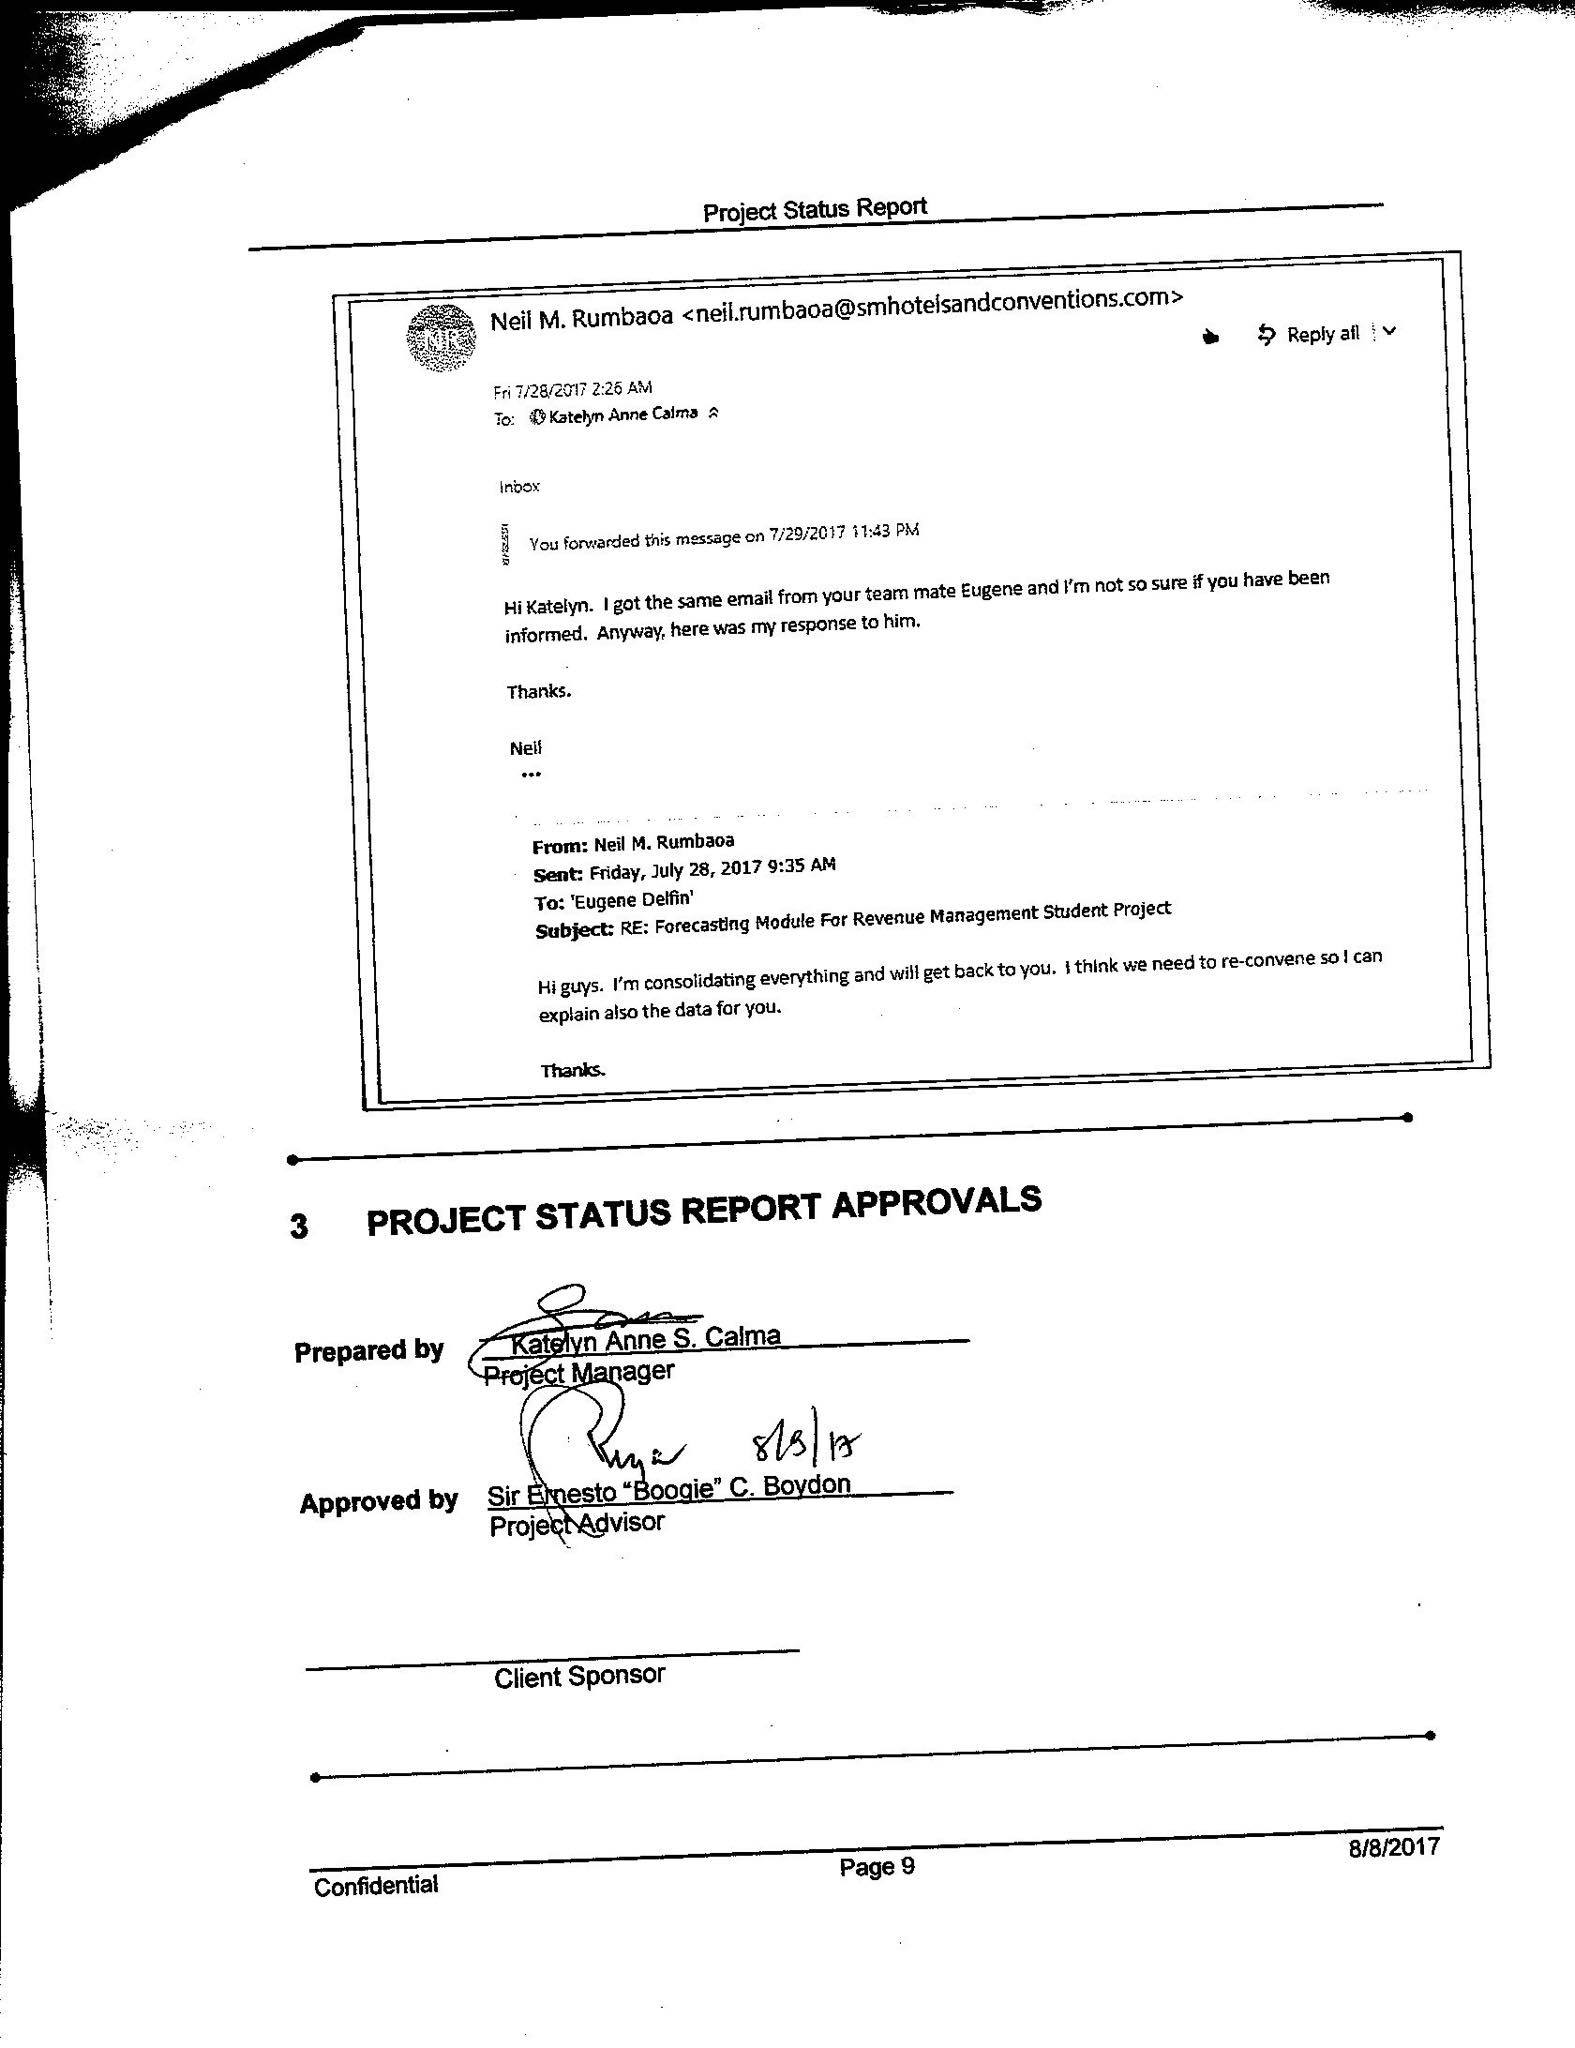 Project Status Report
NR
Neil M. Rumbaoa <neil.rumbaoa@smhotelsandconventions.com>
Reply all
Fri 7/28/2017 2:26 AM
To: Katelyn Anne Calma
Inbox
You forwarded this message on 7/29/2017 11:43 PM
Hi Katelyn. I got the same email from your team mate Eugene and I'm not so sure if you have been
informed. Anyway, here was my response to him.
Thanks.
Neil
...
From: Neil M. Rumbaoa
Sent: Friday, July 28, 2017 9:35 AM
To: 'Eugene Delfin'
Subject: RE: Forecasting Module For Revenue Management Student Project
Hi guys. I'm consolidating everything and will get back to you. I think we need to re-convene so I can
explain also the data for you.
Thanks.
3 PROJECT STATUS REPORT APPROVALS
Prepared by Katelyn Anne S. Calma
Project Manager
Approved by Sir Ernesto “Boogie” C. Boydon
Project Advisor
Client Sponsor
Confidential Page 9 8/8/2017